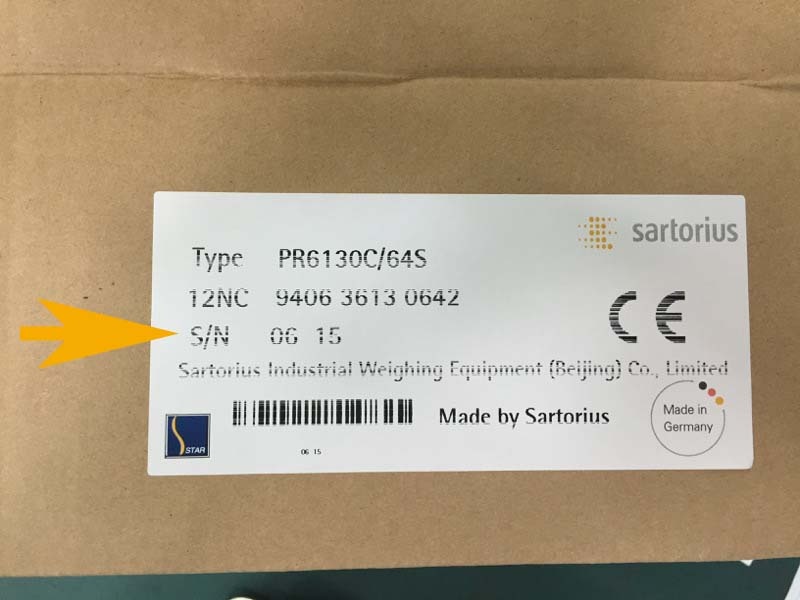 sartorius
Type PR6130C/64S
12NC 9406 3613 0642
S/N 06 15
Sartorius Industrial Weighing Equipment (Beijing) Co., Limited
Made by Sartorius
Made in
Germany
STAR
06 15